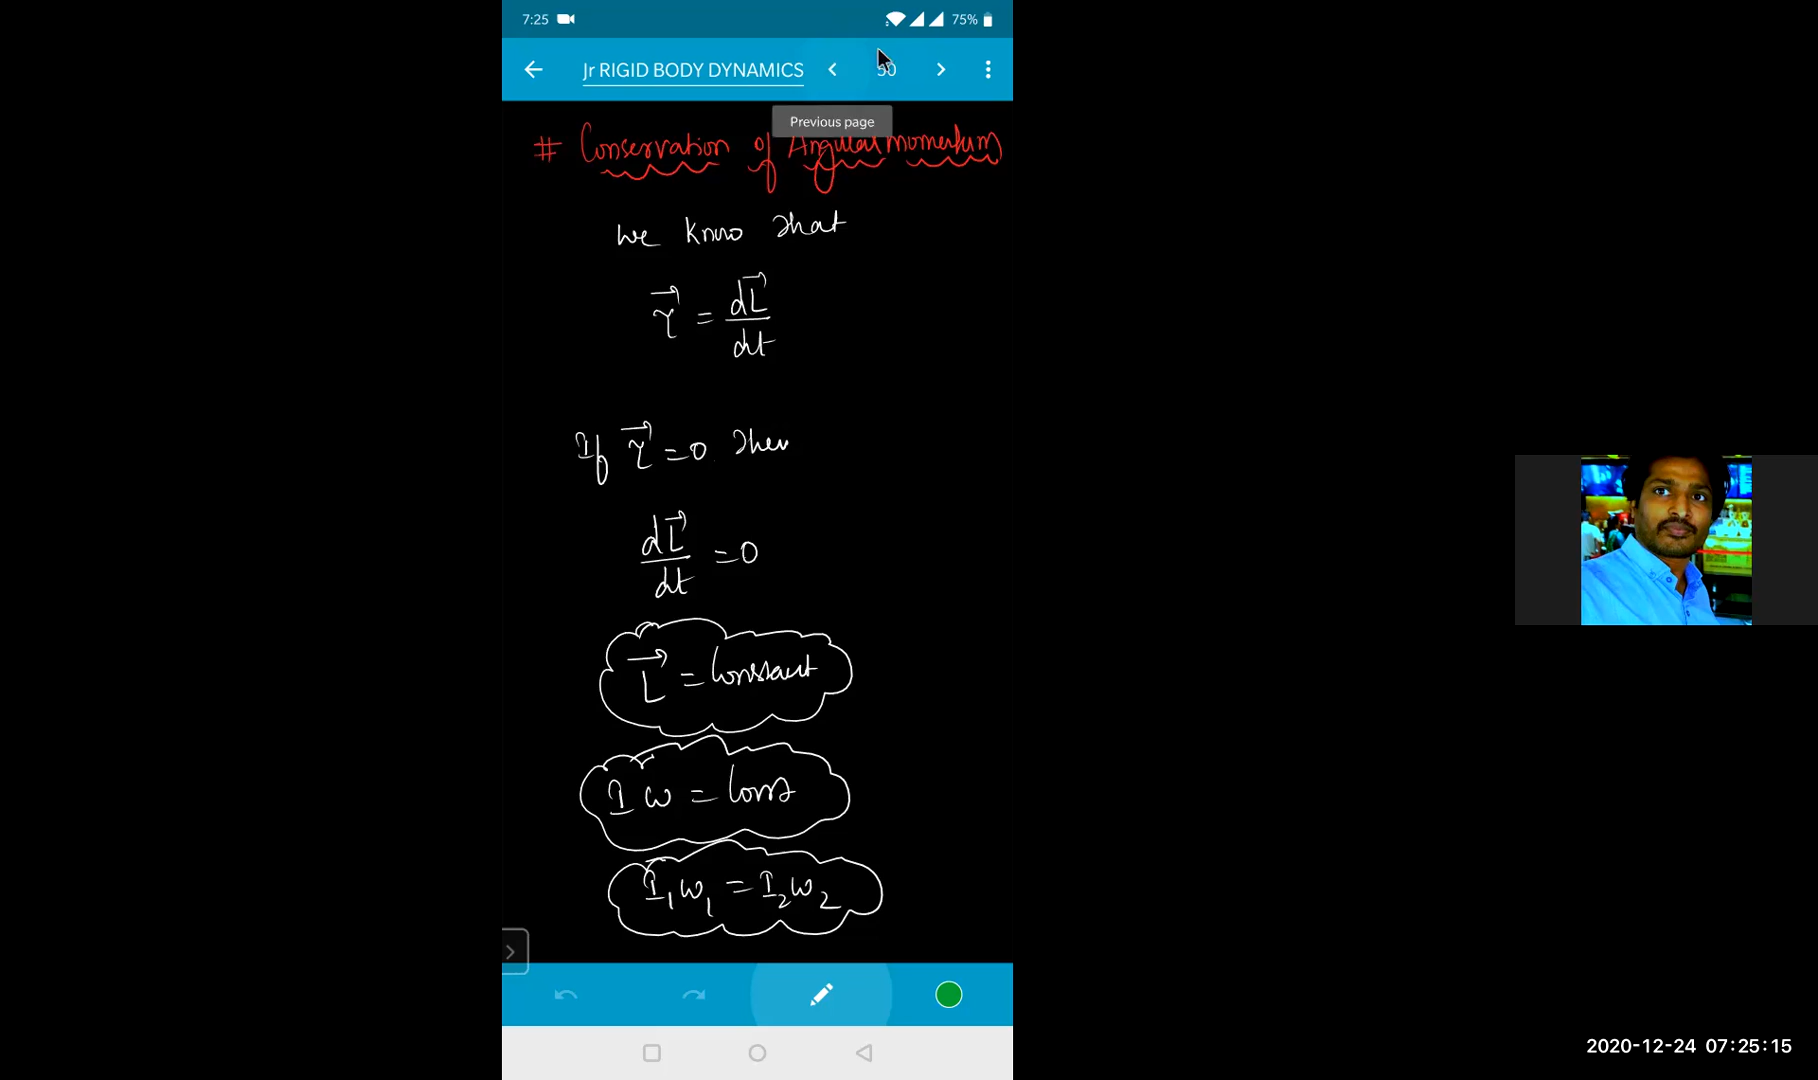 7:25 75%
Jr RIGID BODY DYNAMICS 50
Previous page
# Conservation of Angular momentum
We know that
τ⃗ = dL⃗/dt
If τ⃗ = 0 then
dL⃗/dt = 0
L⃗ = Constant
I ω = Const
I₁ω₁ = I₂ω₂
2020-12-24 07:25:15